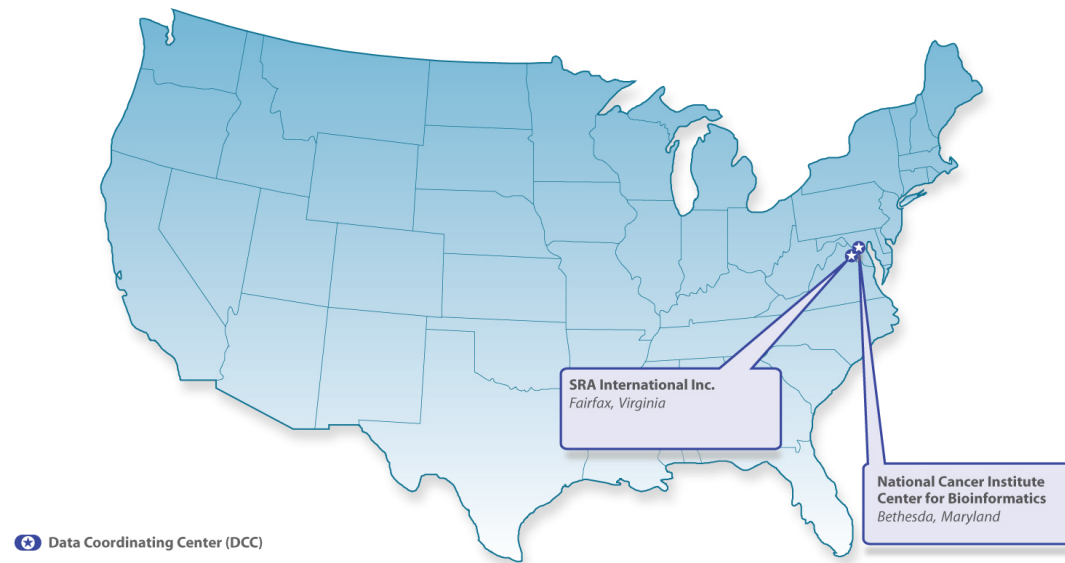 SRA International Inc.
Fairfax, Virginia
National Cancer Institute
Center for Bioinformatics
Bethesda, Maryland
Data Coordinating Center (DCC)